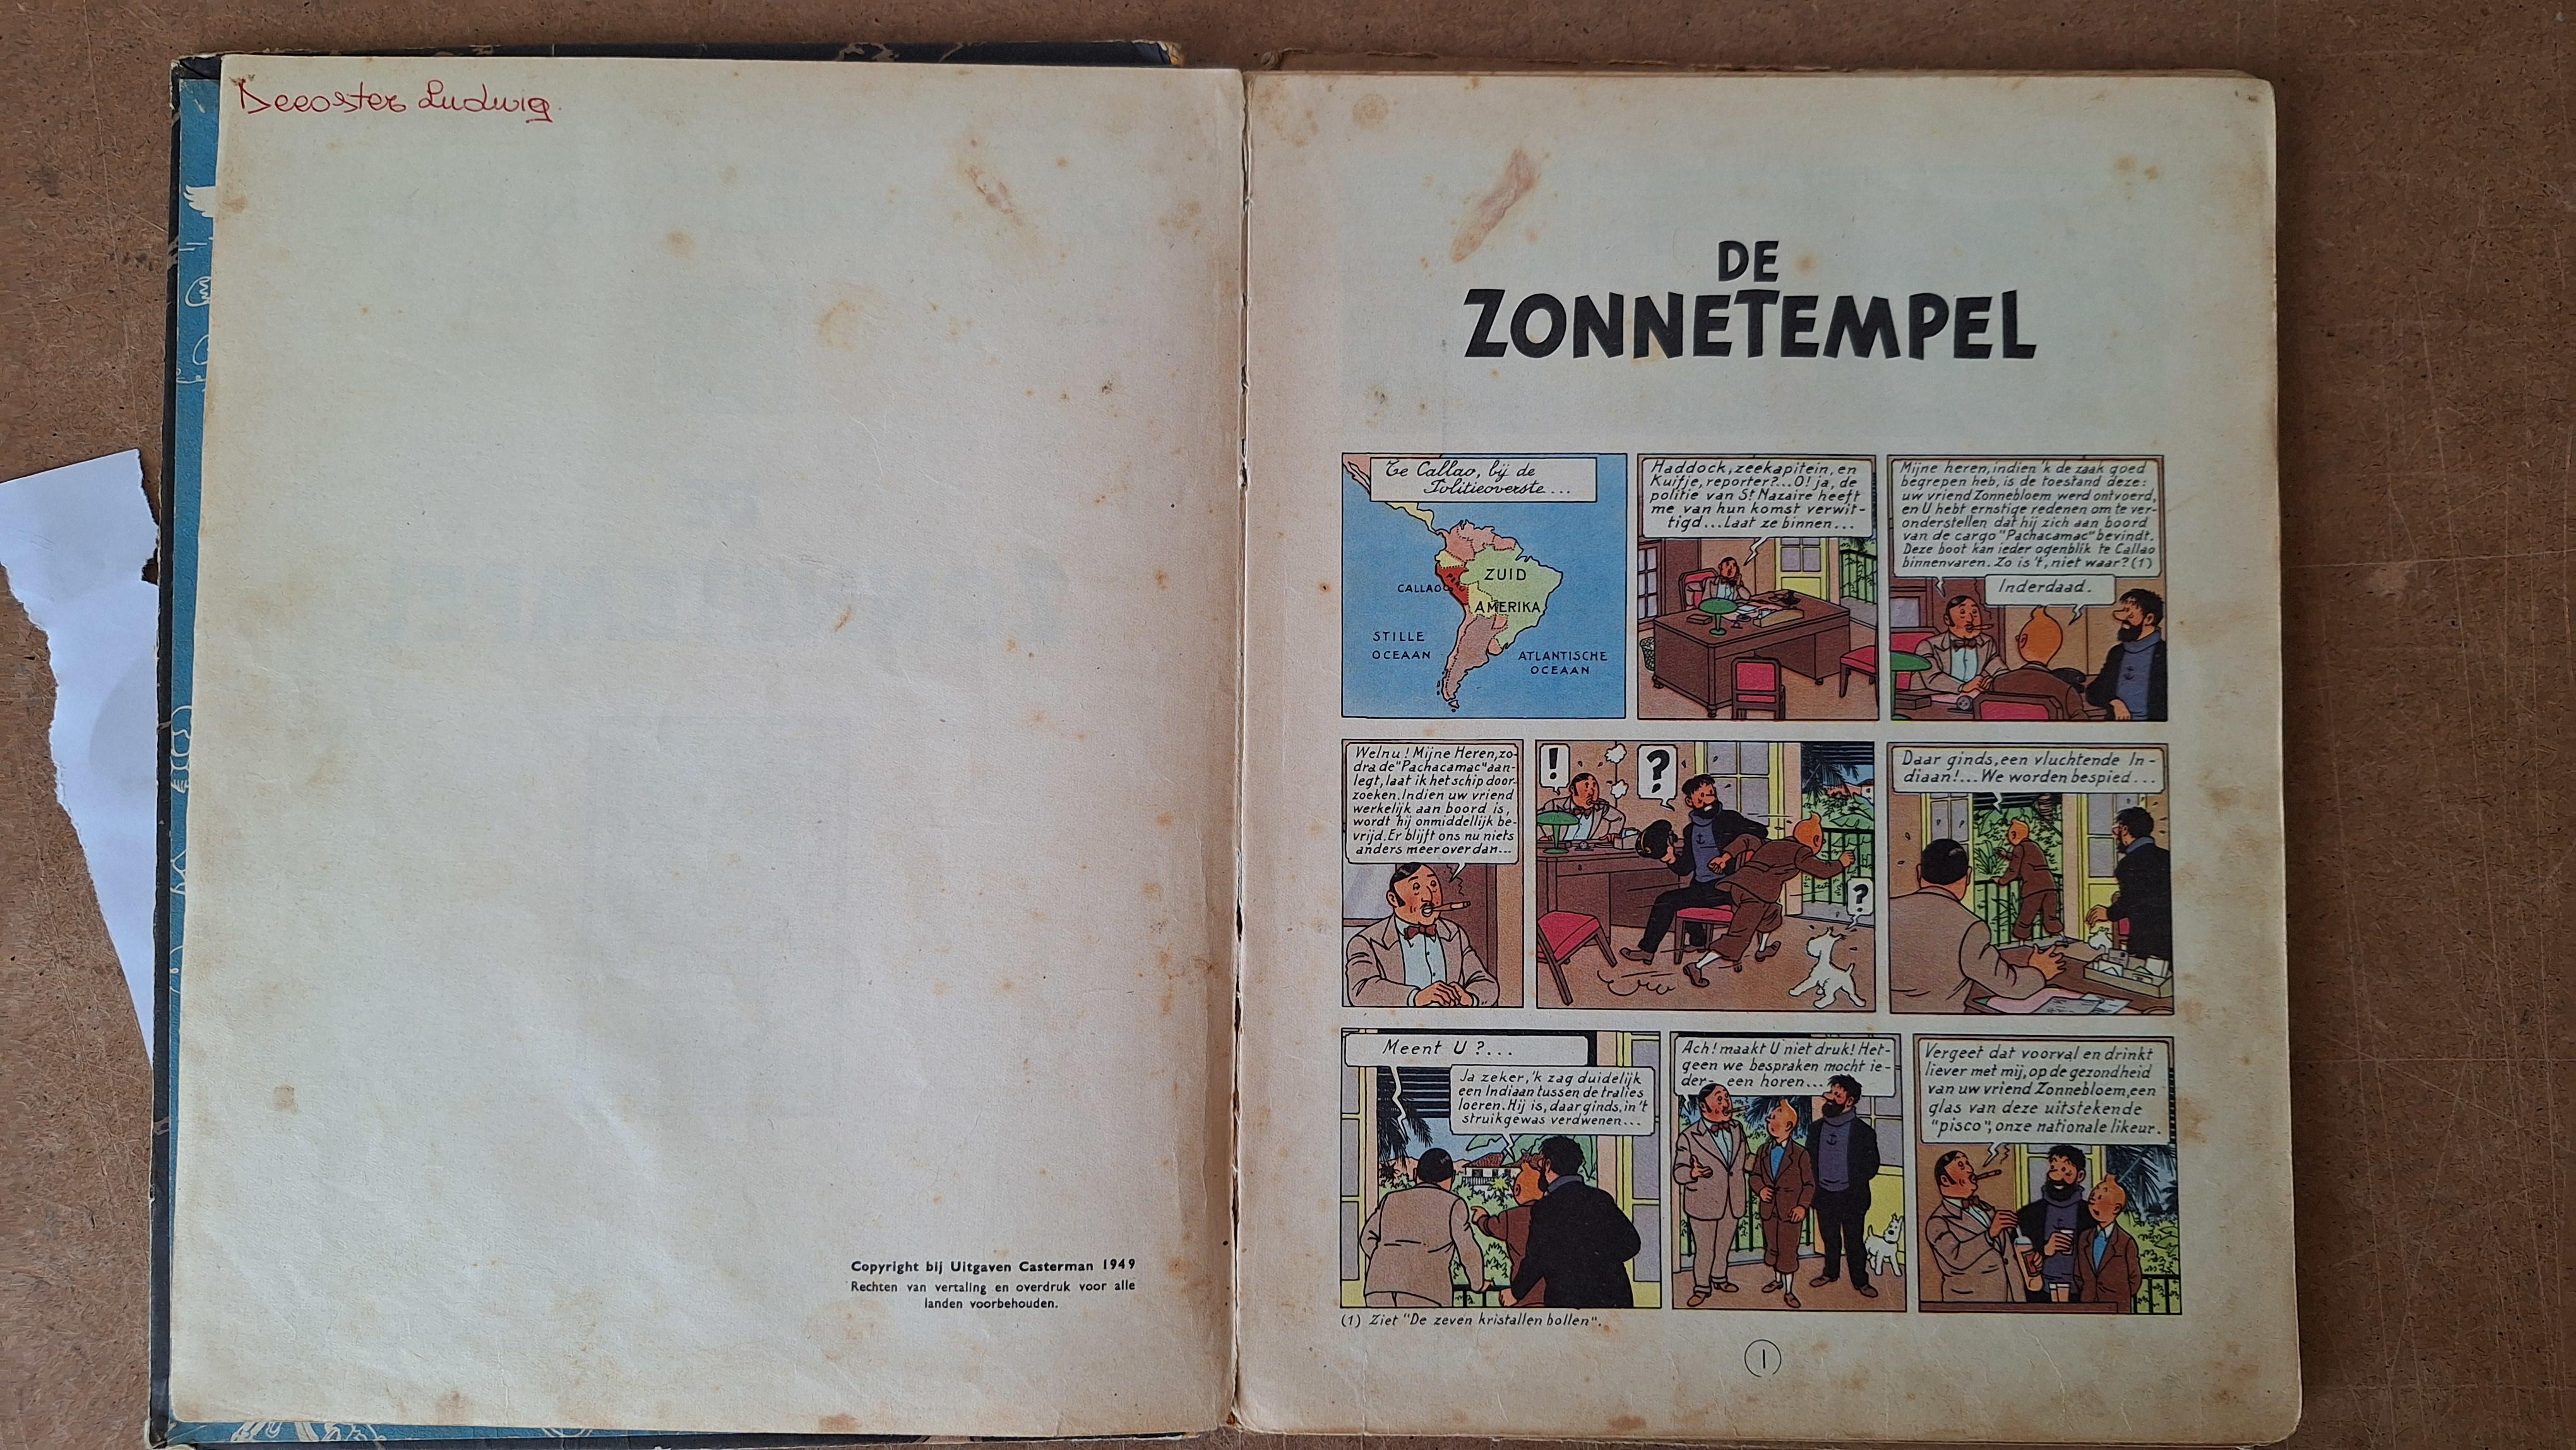 Deeoster Ludwig.
Copyright bij Uitgaven Casterman 1949
Rechten van vertaling en overdruk voor alle
landen voorbehouden.
DE
ZONNETEMPEL
Te Callao, bij de
Politieoverste...
CALLAO
PERU
ZUID
AMERIKA
STILLE
OCEAAN
ATLANTISCHE
OCEAAN
Haddock, zeekapitein, en
Kuifje, reporter?...O! ja, de
politie van St Nazaire heeft
me van hun komst verwit-
tigd...Laat ze binnen...
Mijne heren, indien 'k de zaak goed
begrepen heb, is de toestand deze:
uw vriend Zonnebloem werd ontvoerd,
en U hebt ernstige redenen om te ver-
onderstellen dat hij zich aan boord
van de cargo "Pachacamac" bevindt.
Deze boot kan ieder ogenblik te Callao
binnenvaren. Zo is 't, niet waar? (1)
Inderdaad.
Welnu! Mijne Heren, zo-
dra de "Pachacamac" aan-
legt, laat ik het schip door-
zoeken. Indien uw vriend
werkelijk aan boord is,
wordt hij onmiddellijk be-
vrijd. Er blijft ons nu niets
anders meer over dan...
!
?
?
Daar ginds, een vluchtende In-
diaan!...We worden bespied...
Meent U?...
Ja zeker, 'k zag duidelijk
een Indiaan tussen de tralies
loeren. Hij is, daar ginds, in 't
struikgewas verdwenen...
Ach! maakt U niet druk! Het-
geen we bespraken mocht ie-
der een horen...
Vergeet dat voorval en drinkt
liever met mij, op de gezondheid
van uw vriend Zonnebloem, een
glas van deze uitstekende
"pisco", onze nationale likeur.
(1) Ziet "De zeven kristallen bollen".
1